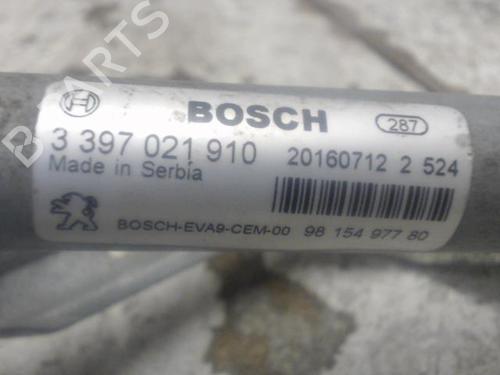 B PARTS
BOSCH 287
3 397 021 910 20160712 2 524
Made in Serbia
BOSCH-EVA9-CEM-00 98 154 977 80